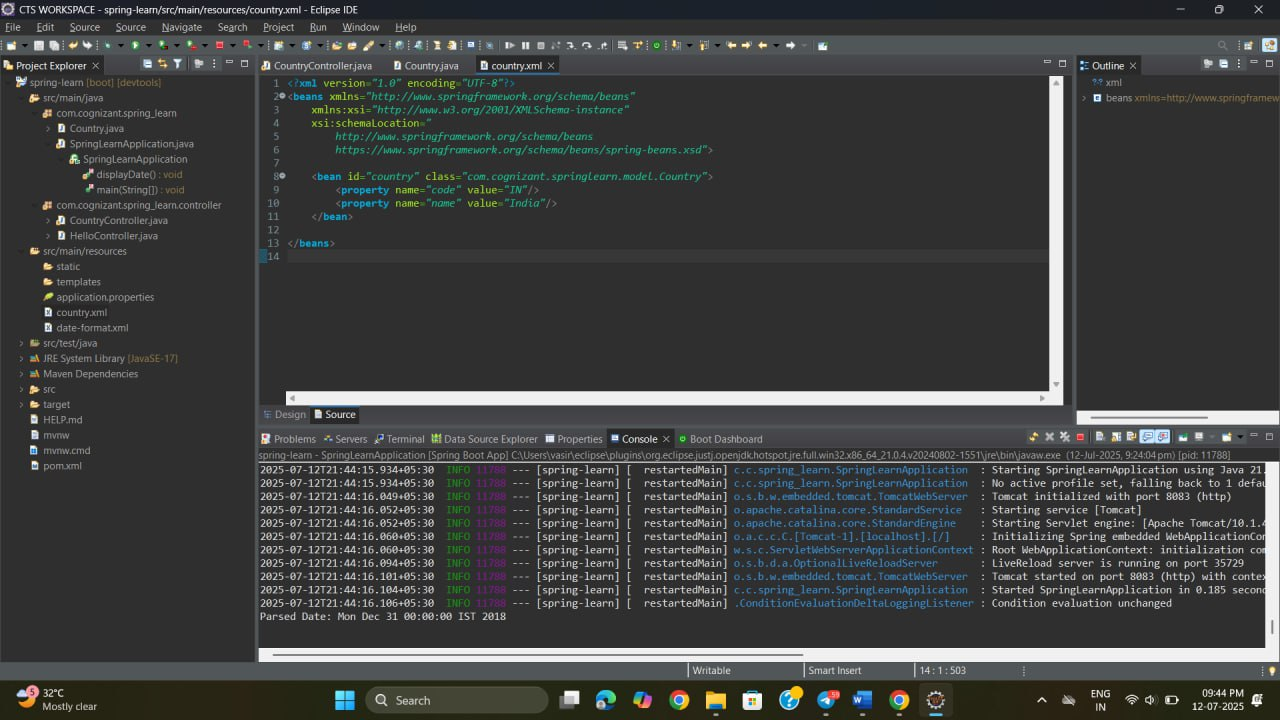 CTS WORKSPACE - spring-learn/src/main/resources/country.xml - Eclipse IDE
File Edit Source Source Navigate Search Project Run Window Help
Project Explorer
spring-learn [boot] [devtools]
src/main/java
com.cognizant.spring_learn
Country.java
SpringLearnApplication.java
SpringLearnApplication
displayDate() : void
main(String[]) : void
com.cognizant.spring_learn.controller
CountryController.java
HelloController.java
src/main/resources
static
templates
application.properties
country.xml
date-format.xml
src/test/java
JRE System Library [JavaSE-17]
Maven Dependencies
src
target
HELP.md
mvnw
mvnw.cmd
pom.xml
CountryController.java Country.java country.xml
1 <?xml version="1.0" encoding="UTF-8"?>
2 <beans xmlns="http://www.springframework.org/schema/beans"
3 xmlns:xsi="http://www.w3.org/2001/XMLSchema-instance"
4 xsi:schemaLocation="
5 http://www.springframework.org/schema/beans
6 https://www.springframework.org/schema/beans/spring-beans.xsd">
7
8 <bean id="country" class="com.cognizant.springLearn.model.Country">
9 <property name="code" value="IN"/>
10 <property name="name" value="India"/>
11 </bean>
12
13 </beans>
14
Design Source
Outline
xml
beans xmlns=http://www.springframew
Problems Servers Terminal Data Source Explorer Properties Console Boot Dashboard
spring-learn - SpringLearnApplication [Spring Boot App] C:\Users\vasir\eclipse\plugins\org.eclipse.justj.openjdk.hotspot.jre.full.win32.x86_64_21.0.4.v20240802-1551\jre\bin\javaw.exe (12-Jul-2025, 9:24:04 pm) [pid: 11788]
2025-07-12T21:44:15.934+05:30 INFO 11788 --- [spring-learn] [ restartedMain] c.c.spring_learn.SpringLearnApplication : Starting SpringLearnApplication using Java 21.
2025-07-12T21:44:15.934+05:30 INFO 11788 --- [spring-learn] [ restartedMain] c.c.spring_learn.SpringLearnApplication : No active profile set, falling back to 1 defau
2025-07-12T21:44:16.049+05:30 INFO 11788 --- [spring-learn] [ restartedMain] o.s.b.w.embedded.tomcat.TomcatWebServer : Tomcat initialized with port 8083 (http)
2025-07-12T21:44:16.052+05:30 INFO 11788 --- [spring-learn] [ restartedMain] o.apache.catalina.core.StandardService : Starting service [Tomcat]
2025-07-12T21:44:16.052+05:30 INFO 11788 --- [spring-learn] [ restartedMain] o.apache.catalina.core.StandardEngine : Starting Servlet engine: [Apache Tomcat/10.1.4
2025-07-12T21:44:16.060+05:30 INFO 11788 --- [spring-learn] [ restartedMain] o.a.c.c.C.[Tomcat-1].[localhost].[/] : Initializing Spring embedded WebApplicationCon
2025-07-12T21:44:16.060+05:30 INFO 11788 --- [spring-learn] [ restartedMain] w.s.c.ServletWebServerApplicationContext : Root WebApplicationContext: initialization com
2025-07-12T21:44:16.094+05:30 INFO 11788 --- [spring-learn] [ restartedMain] o.s.b.d.a.OptionalLiveReloadServer : LiveReload server is running on port 35729
2025-07-12T21:44:16.101+05:30 INFO 11788 --- [spring-learn] [ restartedMain] o.s.b.w.embedded.tomcat.TomcatWebServer : Tomcat started on port 8083 (http) with contex
2025-07-12T21:44:16.104+05:30 INFO 11788 --- [spring-learn] [ restartedMain] c.c.spring_learn.SpringLearnApplication : Started SpringLearnApplication in 0.185 second
2025-07-12T21:44:16.106+05:30 INFO 11788 --- [spring-learn] [ restartedMain] .ConditionEvaluationDeltaLoggingListener : Condition evaluation unchanged
Parsed Date: Mon Dec 31 00:00:00 IST 2018
Writable Smart Insert 14 : 1 : 503
5 32°C
Mostly clear
Search
59
ENG
IN
09:44 PM
12-07-2025